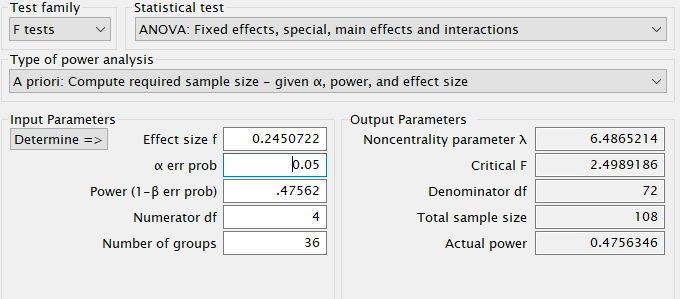 Test family
Statistical test
F tests
ANOVA: Fixed effects, special, main effects and interactions
Type of power analysis
A priori: Compute required sample size – given α, power, and effect size
Input Parameters
Output Parameters
Determine =>
Effect size f
0.2450722
Noncentrality parameter λ
6.4865214
α err prob
0.05
Critical F
2.4989186
Power (1-β err prob)
.47562
Denominator df
72
Numerator df
4
Total sample size
108
Number of groups
36
Actual power
0.4756346